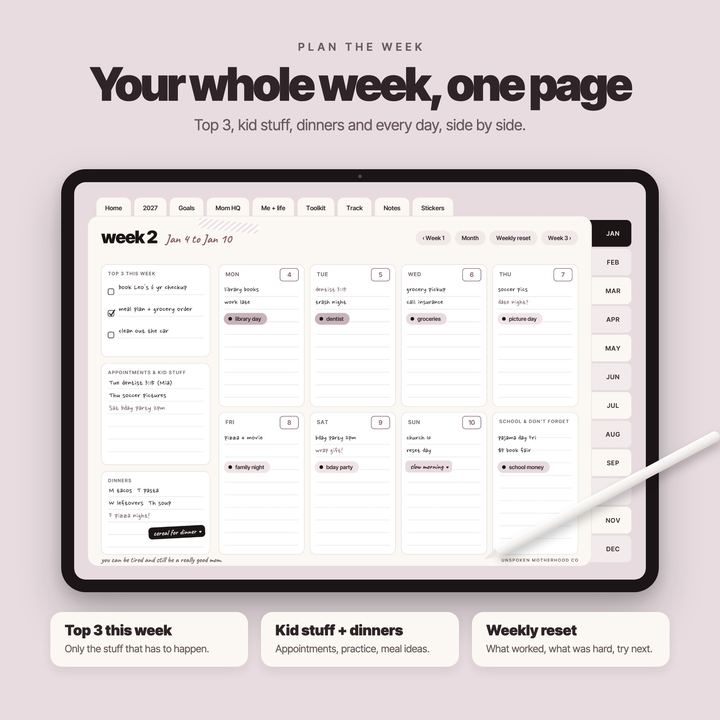 PLAN THE WEEK
Your whole week, one page
Top 3, kid stuff, dinners and every day, side by side.
Home
2027
Goals
Mom HQ
Me + life
Toolkit
Track
Notes
Stickers
week 2 Jan 4 to Jan 10
‹ Week 1
Month
Weekly reset
Week 3 ›
TOP 3 THIS WEEK
book Leo's 6 yr checkup
meal plan + grocery order
clean out the car
APPOINTMENTS & KID STUFF
Tue dentist 3:15 (Mia)
Thu soccer pictures
Sat bday party 2pm
DINNERS
M tacos T pasta
W leftovers Th soup
F pizza night!
cereal for dinner
you can be tired and still be a really good mom
MON 4
library books
work late
library day
TUE 5
dentist 3:15
trash night
dentist
WED 6
grocery pickup
call insurance
groceries
THU 7
soccer pics
date night?
picture day
FRI 8
pizza + movie
family night
SAT 9
bday party 2pm
wrap gift!
bday party
SUN 10
church 10
reset day
slow morning
SCHOOL & DON'T FORGET
pajama day Fri
book fair
school money
UNSPOKEN MOTHERHOOD CO
JAN
FEB
MAR
APR
MAY
JUN
JUL
AUG
SEP
NOV
DEC
Top 3 this week
Only the stuff that has to happen.
Kid stuff + dinners
Appointments, practice, meal ideas.
Weekly reset
What worked, what was hard, try next.